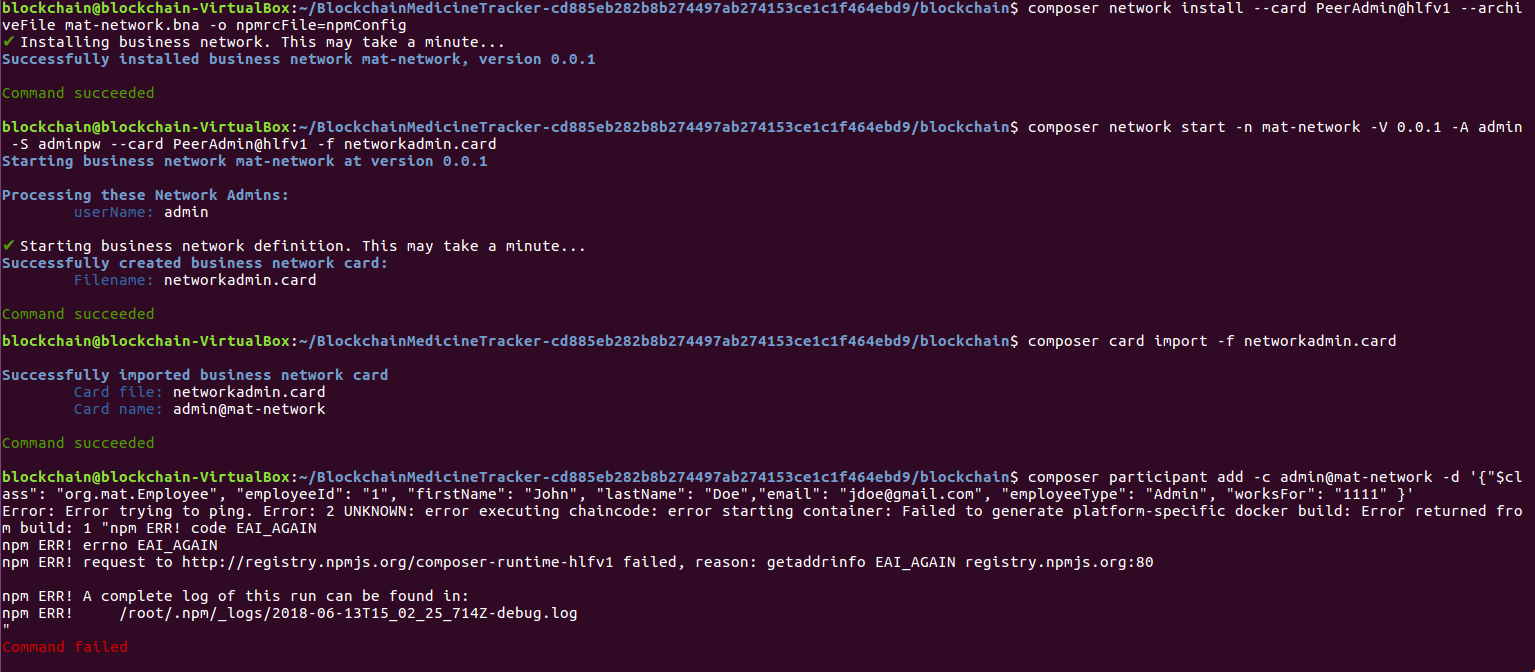 blockchain@blockchain-VirtualBox:~/BlockchainMedicineTracker-cd885eb282b8b274497ab274153ce1c1f464ebd9/blockchain$ composer network install --card PeerAdmin@hlfv1 --archi
veFile mat-network.bna -o npmrcFile=npmConfig
✔ Installing business network. This may take a minute...
Successfully installed business network mat-network, version 0.0.1
Command succeeded
blockchain@blockchain-VirtualBox:~/BlockchainMedicineTracker-cd885eb282b8b274497ab274153ce1c1f464ebd9/blockchain$ composer network start -n mat-network -V 0.0.1 -A admin
-S adminpw --card PeerAdmin@hlfv1 -f networkadmin.card
Starting business network mat-network at version 0.0.1
Processing these Network Admins:
userName: admin
✔ Starting business network definition. This may take a minute...
Successfully created business network card:
Filename: networkadmin.card
Command succeeded
blockchain@blockchain-VirtualBox:~/BlockchainMedicineTracker-cd885eb282b8b274497ab274153ce1c1f464ebd9/blockchain$ composer card import -f networkadmin.card
Successfully imported business network card
Card file: networkadmin.card
Card name: admin@mat-network
Command succeeded
blockchain@blockchain-VirtualBox:~/BlockchainMedicineTracker-cd885eb282b8b274497ab274153ce1c1f464ebd9/blockchain$ composer participant add -c admin@mat-network -d '{"$cl
ass": "org.mat.Employee", "employeeId": "1", "firstName": "John", "lastName": "Doe","email": "jdoe@gmail.com", "employeeType": "Admin", "worksFor": "1111" }'
Error: Error trying to ping. Error: 2 UNKNOWN: error executing chaincode: error starting container: Failed to generate platform-specific docker build: Error returned fro
m build: 1 "npm ERR! code EAI_AGAIN
npm ERR! errno EAI_AGAIN
npm ERR! request to http://registry.npmjs.org/composer-runtime-hlfv1 failed, reason: getaddrinfo EAI_AGAIN registry.npmjs.org:80
npm ERR! A complete log of this run can be found in:
npm ERR!     /root/.npm/_logs/2018-06-13T15_02_25_714Z-debug.log
"
Command failed